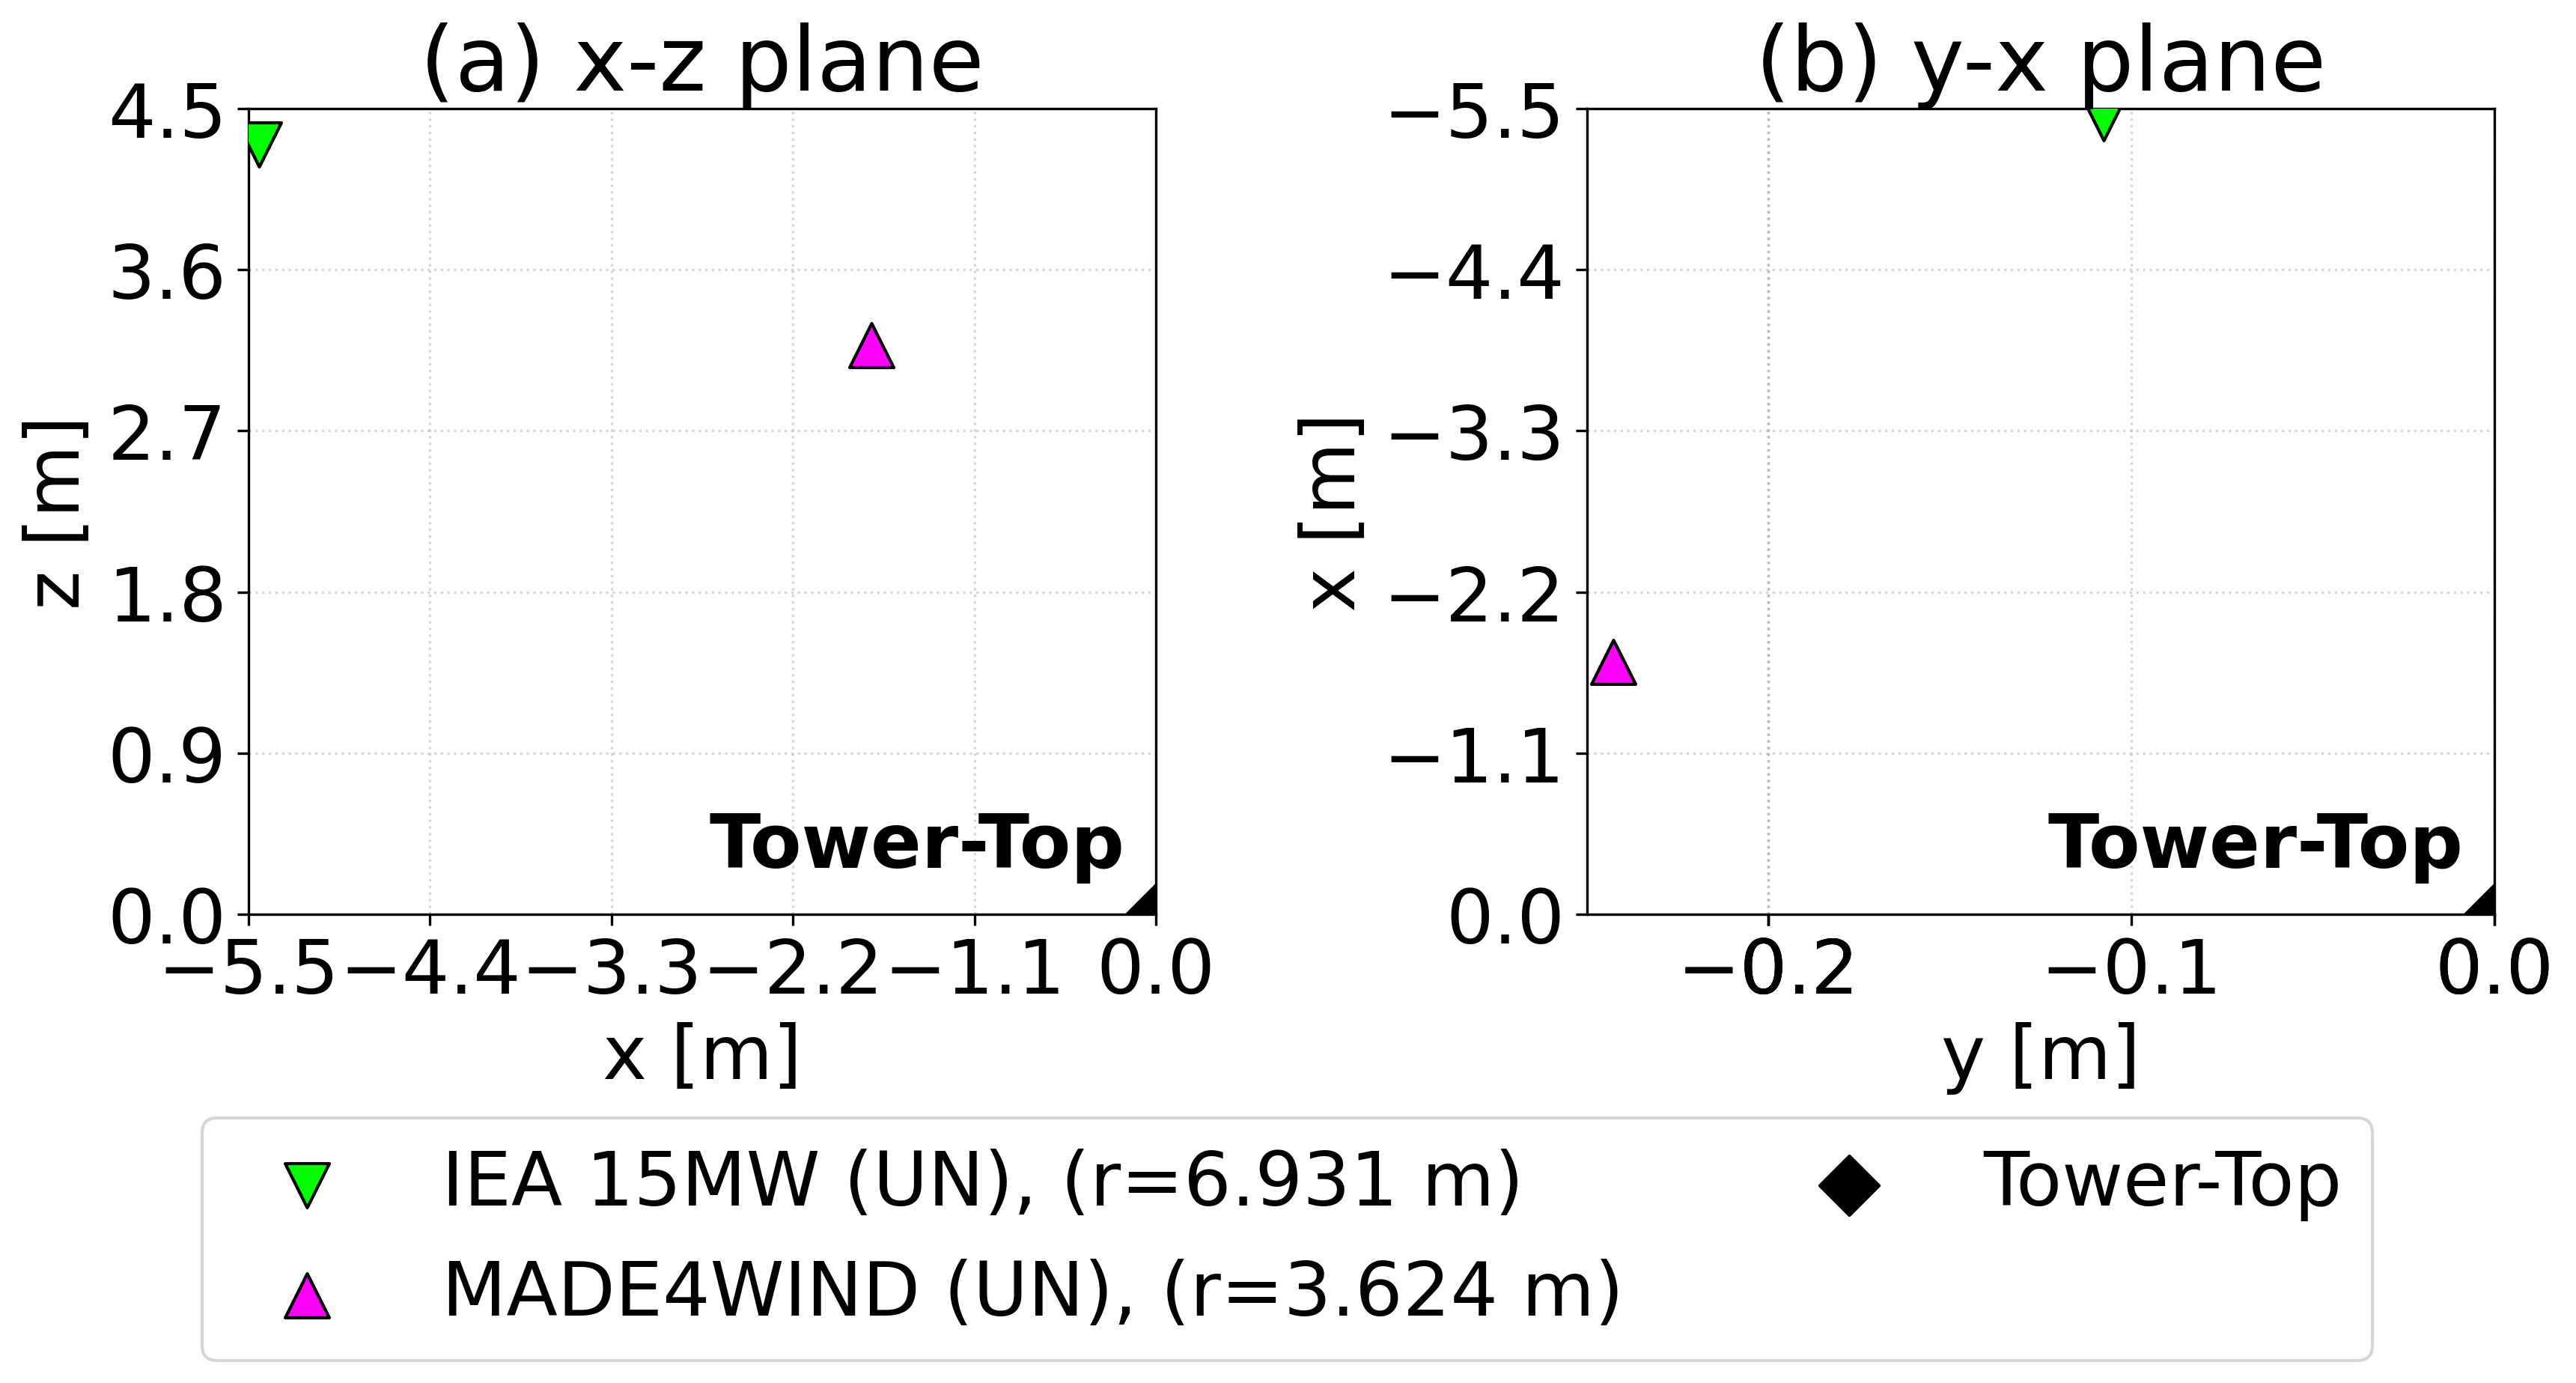 (a) x-z plane
(b) y-x plane
4.5
3.6
2.7
1.8
0.9
0.0
z [m]
−5.5 −4.4 −3.3 −2.2 −1.1 0.0
x [m]
Tower-Top
−5.5
−4.4
−3.3
−2.2
−1.1
0.0
x [m]
−0.2 −0.1 0.0
y [m]
Tower-Top
IEA 15MW (UN), (r=6.931 m)
MADE4WIND (UN), (r=3.624 m)
Tower-Top